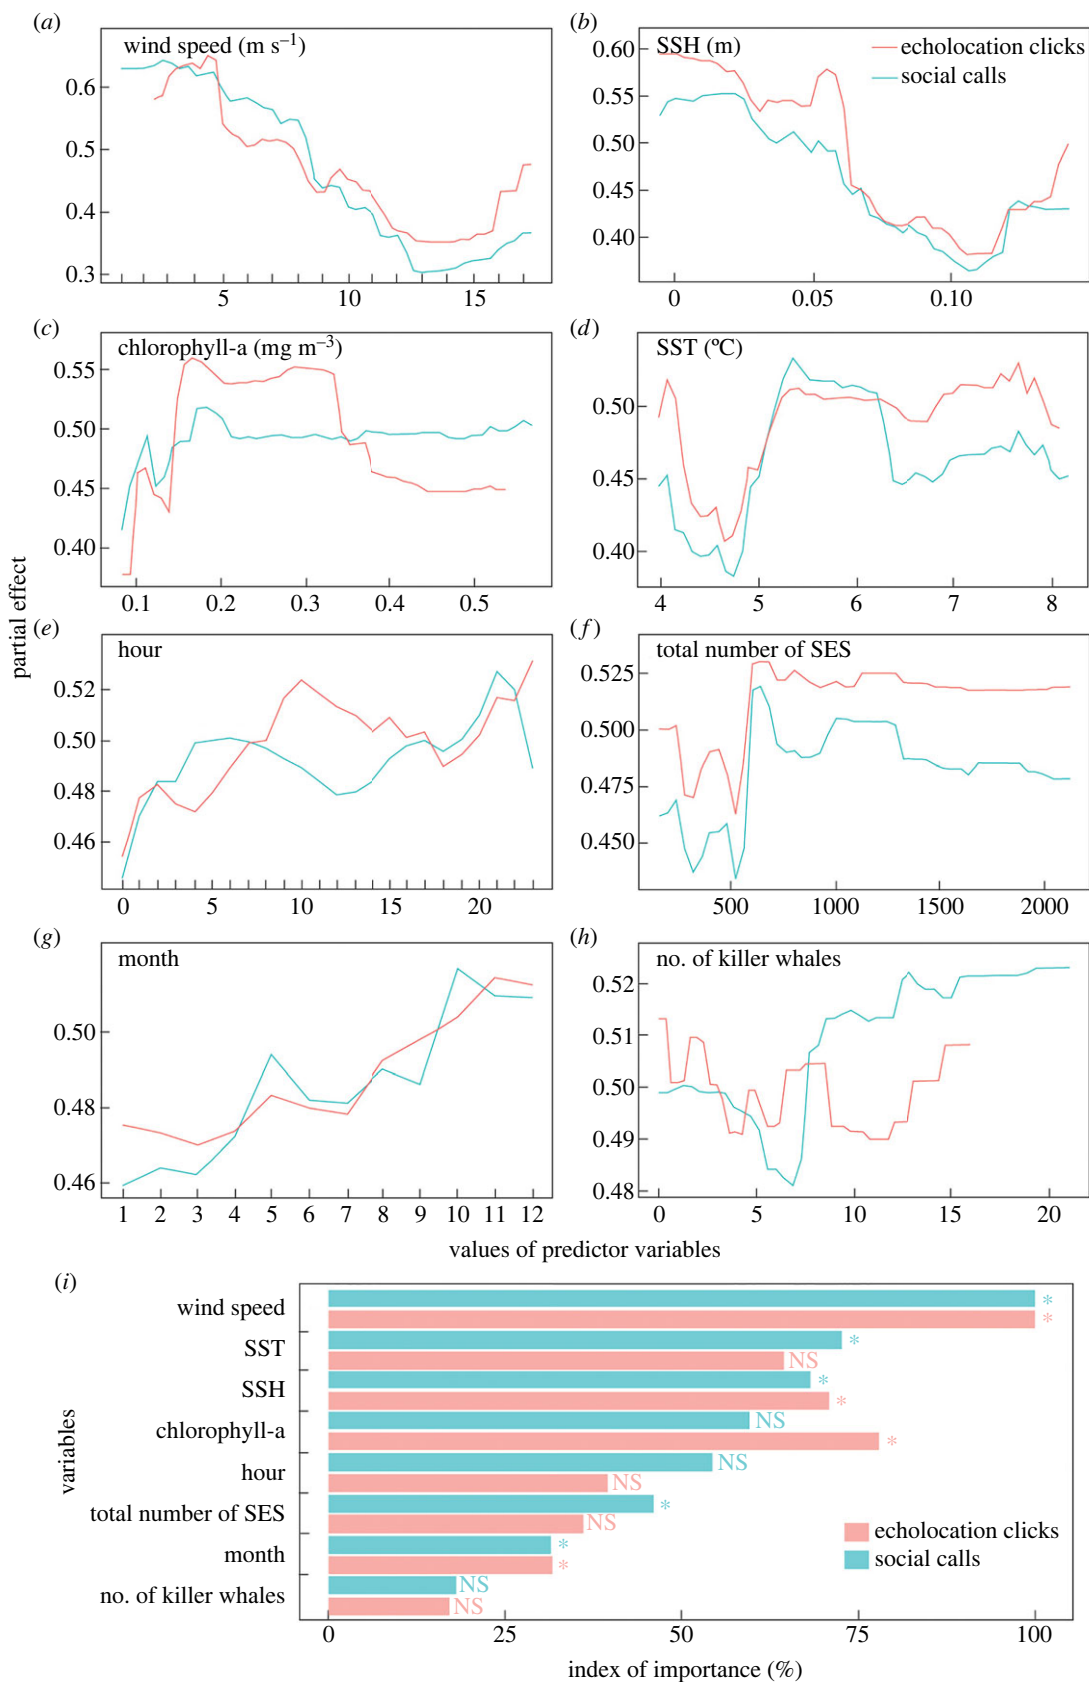 (a)
wind speed (m s–1)
0.6
0.5
0.4
0.3
5 10 15
(b)
SSH (m)
echolocation clicks
social calls
0.60
0.55
0.50
0.45
0.40
0 0.05 0.10
(c)
chlorophyll-a (mg m–3)
0.55
0.50
0.45
0.40
0.1 0.2 0.3 0.4 0.5
(d)
SST (ºC)
0.50
0.45
0.40
4 5 6 7 8
partial effect
(e)
hour
0.52
0.50
0.48
0.46
0 5 10 15 20
(f)
total number of SES
0.525
0.500
0.475
0.450
500 1000 1500 2000
(g)
month
0.50
0.48
0.46
1 2 3 4 5 6 7 8 9 10 11 12
(h)
no. of killer whales
0.52
0.51
0.50
0.49
0.48
0 5 10 15 20
values of predictor variables
(i)
variables
wind speed * *
SST * NS
SSH * *
chlorophyll-a NS *
hour NS NS
total number of SES * NS
month * *
no. of killer whales NS NS
echolocation clicks
social calls
0 25 50 75 100
index of importance (%)